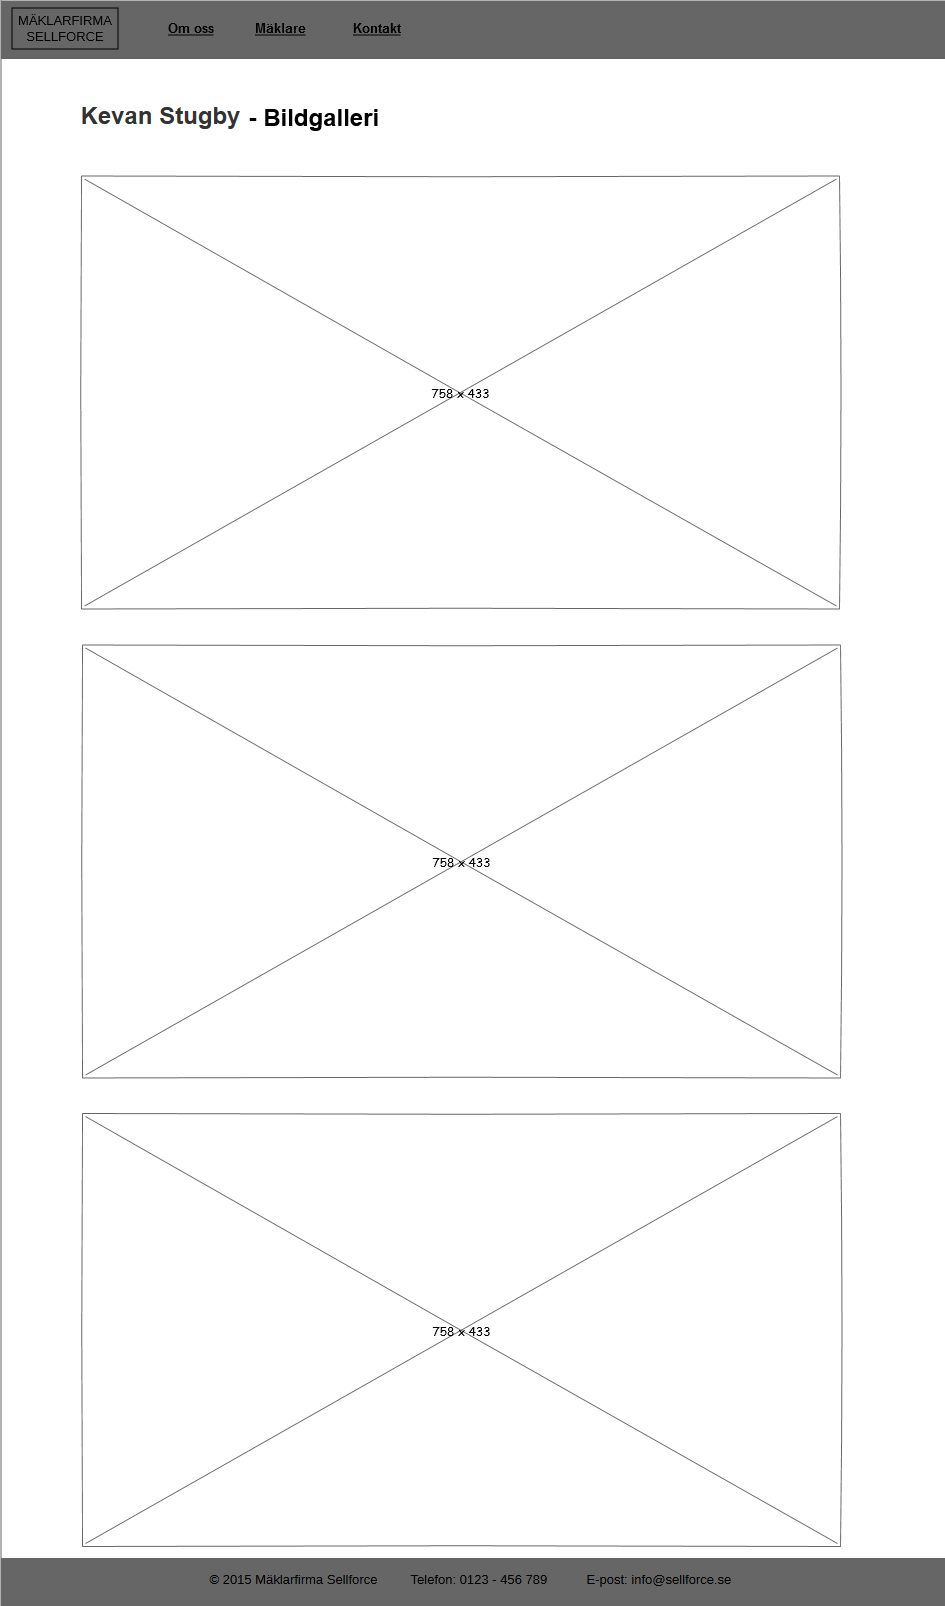 MÄKLARFIRMA
SELLFORCE
Om oss Mäklare Kontakt
Kevan Stugby - Bildgalleri
758 x 433
758 x 433
758 x 433
© 2015 Mäklarfirma Sellforce Telefon: 0123 - 456 789 E-post: info@sellforce.se